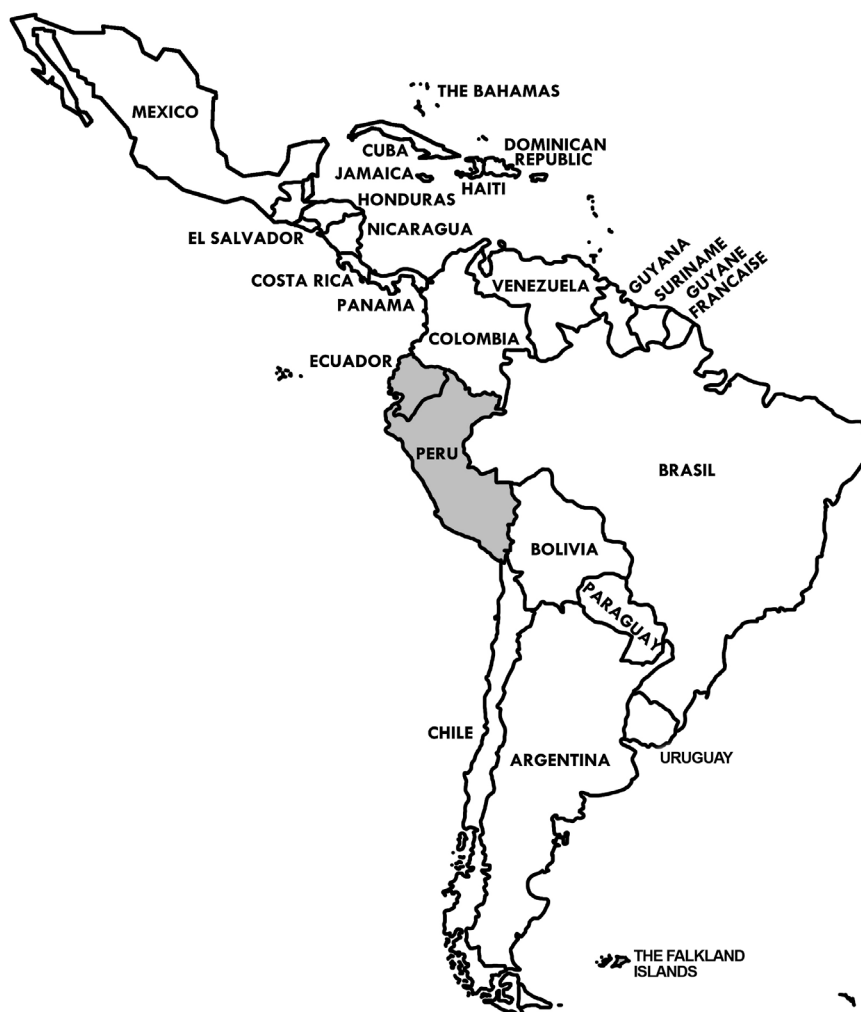 THE BAHAMAS
MEXICO
CUBA
DOMINICAN
REPUBLIC
JAMAICA
HAITI
HONDURAS
NICARAGUA
EL SALVADOR
GUYANA
SURINAME
GUYANE
FRANCAISE
COSTA RICA
VENEZUELA
PANAMA
COLOMBIA
ECUADOR
PERU
BRASIL
BOLIVIA
PARAGUAY
CHILE
ARGENTINA
URUGUAY
THE FALKLAND
ISLANDS